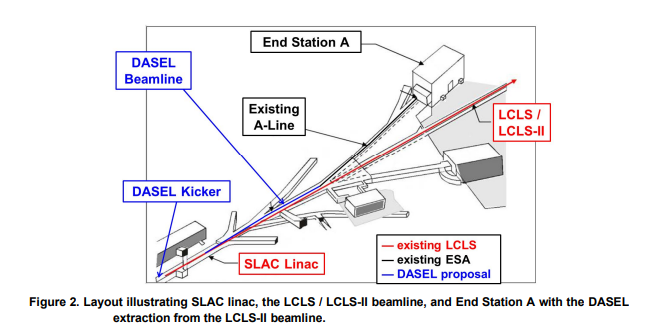 End Station A
DASEL
Beamline
Existing
A-Line
LCLS /
LCLS-II
DASEL Kicker
SLAC Linac
existing LCLS
existing ESA
DASEL proposal
Figure 2. Layout illustrating SLAC linac, the LCLS / LCLS-II beamline, and End Station A with the DASEL
extraction from the LCLS-II beamline.